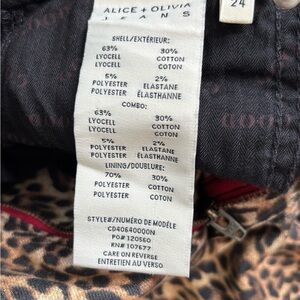 ALICE + OLIVIA
JEANS
24
SHELL/EXTÉRIEUR:
63% 30%
LYOCELL COTTON
LYOCELL COTON
5% 2%
POLYESTER ELASTANE
POLYESTER ÉLASTHANNE
COMBO:
63% 30%
LYOCELL COTTON
LYOCELL COTON
5% 2%
POLYESTER ELASTANE
POLYESTER ÉLASTHANNE
LINING/DOUBLURE:
70% 30%
POLYESTER COTTON
POLYESTER COTON
STYLE#/NUMÉRO DE MODÈLE
CD40640000N
PO# 120560
RN# 107677
CARE ON REVERSE
ENTRETIEN AU VERSO